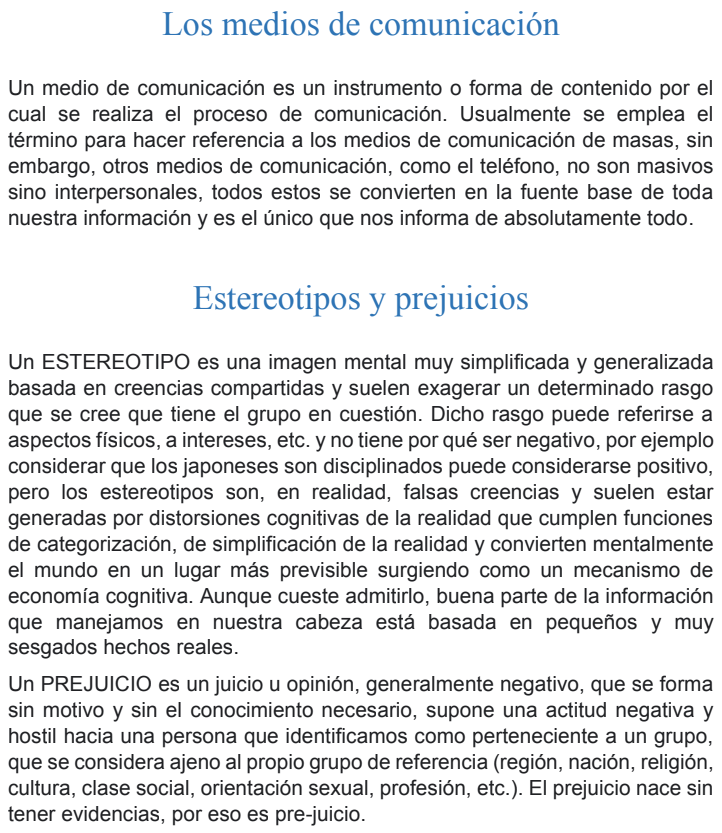 Los medios de comunicación
Un medio de comunicación es un instrumento o forma de contenido por el
cual se realiza el proceso de comunicación. Usualmente se emplea el
término para hacer referencia a los medios de comunicación de masas, sin
embargo, otros medios de comunicación, como el teléfono, no son masivos
sino interpersonales, todos estos se convierten en la fuente base de toda
nuestra información y es el único que nos informa de absolutamente todo.
Estereotipos y prejuicios
Un ESTEREOTIPO es una imagen mental muy simplificada y generalizada
basada en creencias compartidas y suelen exagerar un determinado rasgo
que se cree que tiene el grupo en cuestión. Dicho rasgo puede referirse a
aspectos físicos, a intereses, etc. y no tiene por qué ser negativo, por ejemplo
considerar que los japoneses son disciplinados puede considerarse positivo,
pero los estereotipos son, en realidad, falsas creencias y suelen estar
generadas por distorsiones cognitivas de la realidad que cumplen funciones
de categorización, de simplificación de la realidad y convierten mentalmente
el mundo en un lugar más previsible surgiendo como un mecanismo de
economía cognitiva. Aunque cueste admitirlo, buena parte de la información
que manejamos en nuestra cabeza está basada en pequeños y muy
sesgados hechos reales.
Un PREJUICIO es un juicio u opinión, generalmente negativo, que se forma
sin motivo y sin el conocimiento necesario, supone una actitud negativa y
hostil hacia una persona que identificamos como perteneciente a un grupo,
que se considera ajeno al propio grupo de referencia (región, nación, religión,
cultura, clase social, orientación sexual, profesión, etc.). El prejuicio nace sin
tener evidencias, por eso es pre-juicio.